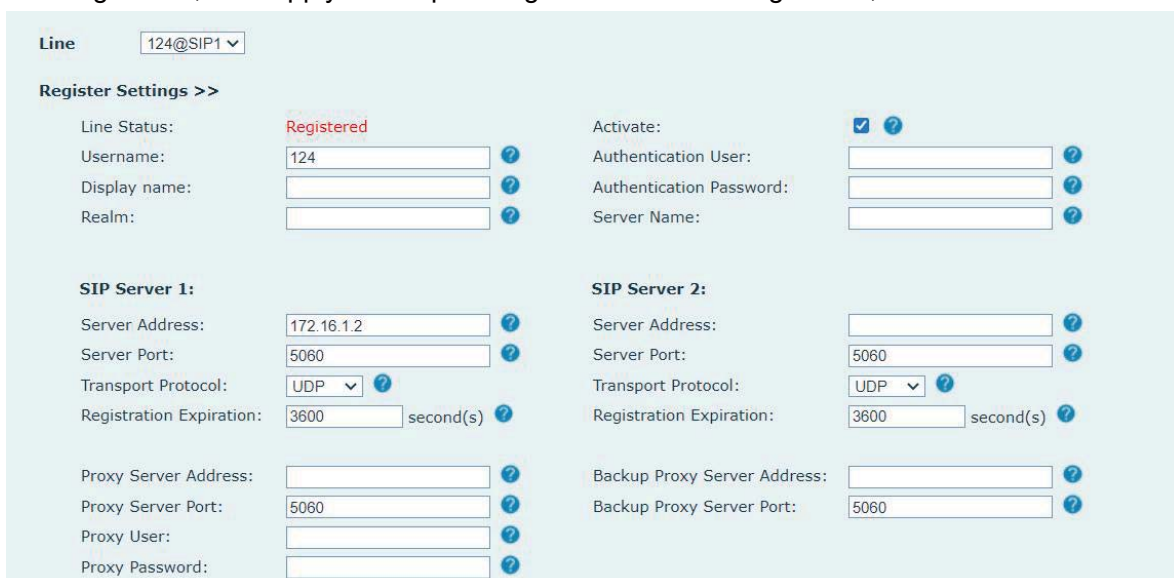 Line 124@SIP1
Register Settings >>
Line Status: Registered Activate:
Username: 124 Authentication User:
Display name: Authentication Password:
Realm: Server Name:
SIP Server 1: SIP Server 2:
Server Address: 172.16.1.2 Server Address:
Server Port: 5060 Server Port: 5060
Transport Protocol: UDP Transport Protocol: UDP
Registration Expiration: 3600 second(s) Registration Expiration: 3600 second(s)
Proxy Server Address: Backup Proxy Server Address:
Proxy Server Port: 5060 Backup Proxy Server Port: 5060
Proxy User:
Proxy Password: